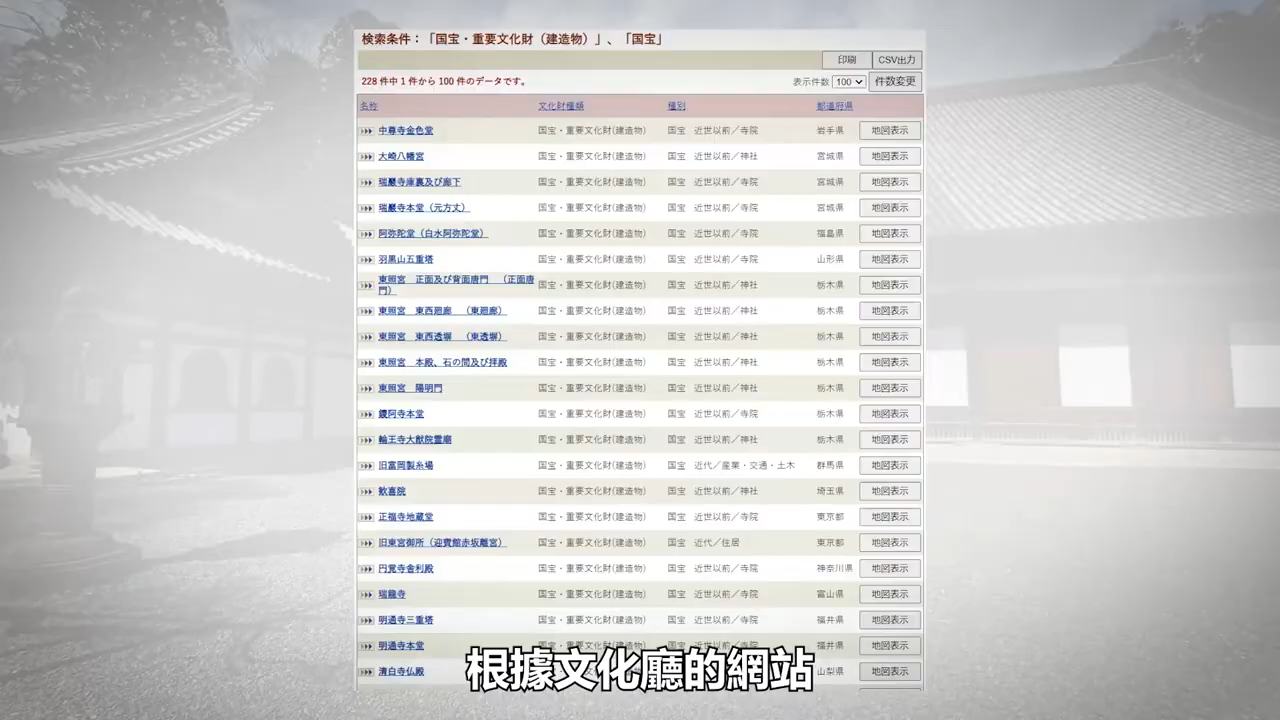 検索条件：「国宝・重要文化財（建造物）」、「国宝」
印刷 CSV出力
228 件中 1 件から 100 件のデータです。 表示件数 100 件数変更
名称 文化財種類 種別 都道府県
中尊寺金色堂 国宝・重要文化財(建造物) 国宝 近世以前／寺院 岩手県 地図表示
大崎八幡宮 国宝・重要文化財(建造物) 国宝 近世以前／神社 宮城県 地図表示
瑞巖寺庫裏及び廊下 国宝・重要文化財(建造物) 国宝 近世以前／寺院 宮城県 地図表示
瑞巖寺本堂（元方丈） 国宝・重要文化財(建造物) 国宝 近世以前／寺院 宮城県 地図表示
阿弥陀堂（白水阿弥陀堂） 国宝・重要文化財(建造物) 国宝 近世以前／寺院 福島県 地図表示
羽黒山五重塔 国宝・重要文化財(建造物) 国宝 近世以前／寺院 山形県 地図表示
東照宮　正面及び背面唐門　（正面唐門） 国宝・重要文化財(建造物) 国宝 近世以前／神社 栃木県 地図表示
東照宮　東西廻廊　（東廻廊） 国宝・重要文化財(建造物) 国宝 近世以前／神社 栃木県 地図表示
東照宮　東西透塀　（東透塀） 国宝・重要文化財(建造物) 国宝 近世以前／神社 栃木県 地図表示
東照宮　本殿、石の間及び拝殿 国宝・重要文化財(建造物) 国宝 近世以前／神社 栃木県 地図表示
東照宮　陽明門 国宝・重要文化財(建造物) 国宝 近世以前／神社 栃木県 地図表示
鑁阿寺本堂 国宝・重要文化財(建造物) 国宝 近世以前／寺院 栃木県 地図表示
輪王寺大猷院霊廟 国宝・重要文化財(建造物) 国宝 近世以前／神社 栃木県 地図表示
旧富岡製糸場 国宝・重要文化財(建造物) 国宝 近代／産業・交通・土木 群馬県 地図表示
歓喜院 国宝・重要文化財(建造物) 国宝 近世以前／神社 埼玉県 地図表示
正福寺地蔵堂 国宝・重要文化財(建造物) 国宝 近世以前／寺院 東京都 地図表示
旧東宮御所（迎賓館赤坂離宮） 国宝・重要文化財(建造物) 国宝 近代／住居 東京都 地図表示
円覚寺舎利殿 国宝・重要文化財(建造物) 国宝 近世以前／寺院 神奈川県 地図表示
瑞龍寺 国宝・重要文化財(建造物) 国宝 近世以前／寺院 富山県 地図表示
明通寺三重塔 国宝・重要文化財(建造物) 国宝 近世以前／寺院 福井県 地図表示
明通寺本堂 国宝・重要文化財(建造物) 国宝 近世以前／寺院 福井県 地図表示
清白寺仏殿 山梨県 地図表示
根據文化廳的網站